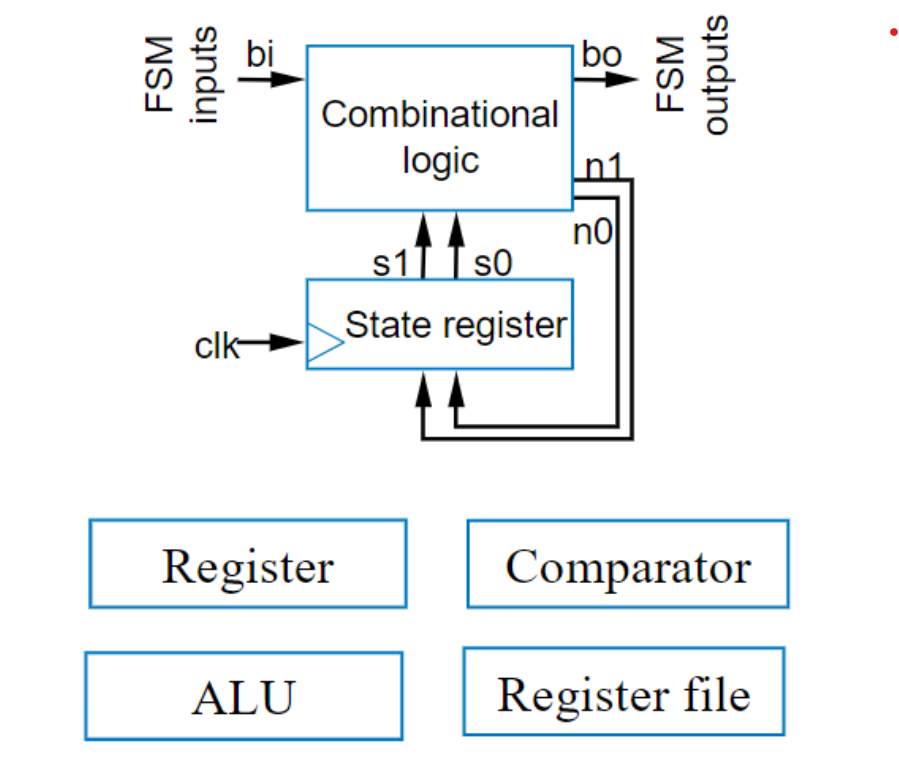 FSM
inputs
bi
bo
FSM
outputs
Combinational
logic
n1
n0
s1
s0
clk
State register
Register
Comparator
ALU
Register file